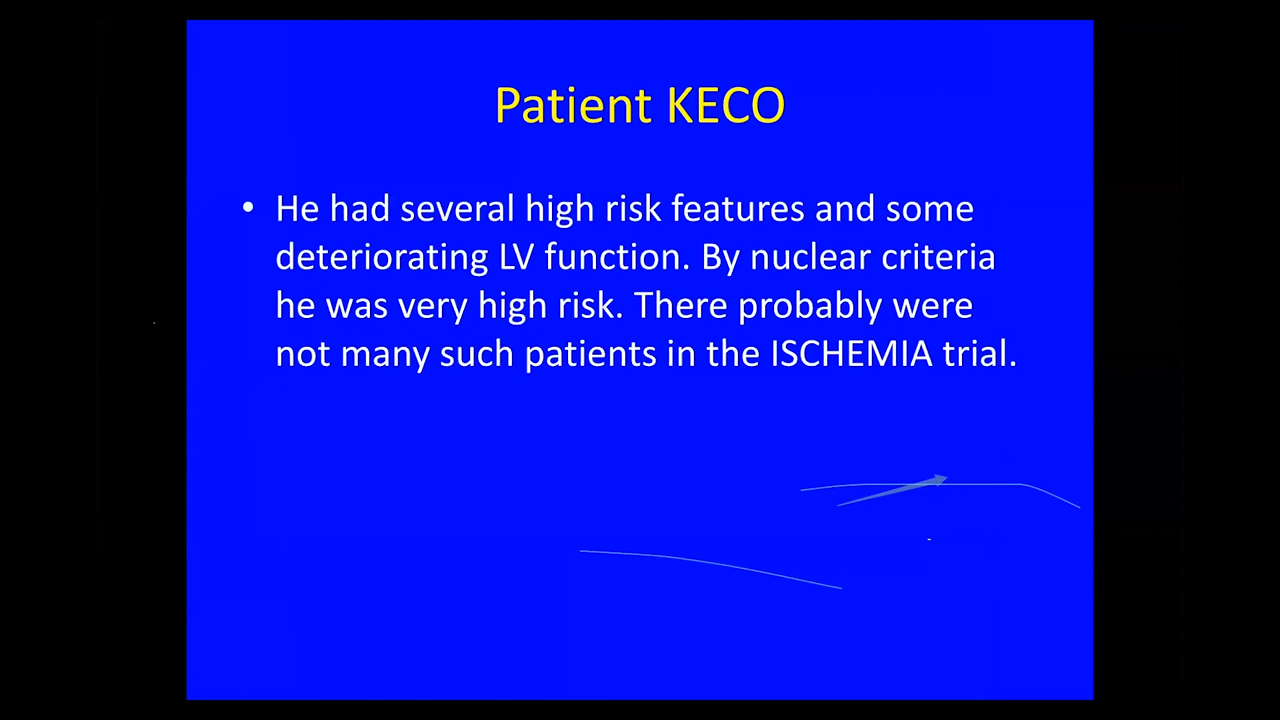 Patient KECO
• He had several high risk features and some
deteriorating LV function. By nuclear criteria
he was very high risk. There probably were
not many such patients in the ISCHEMIA trial.